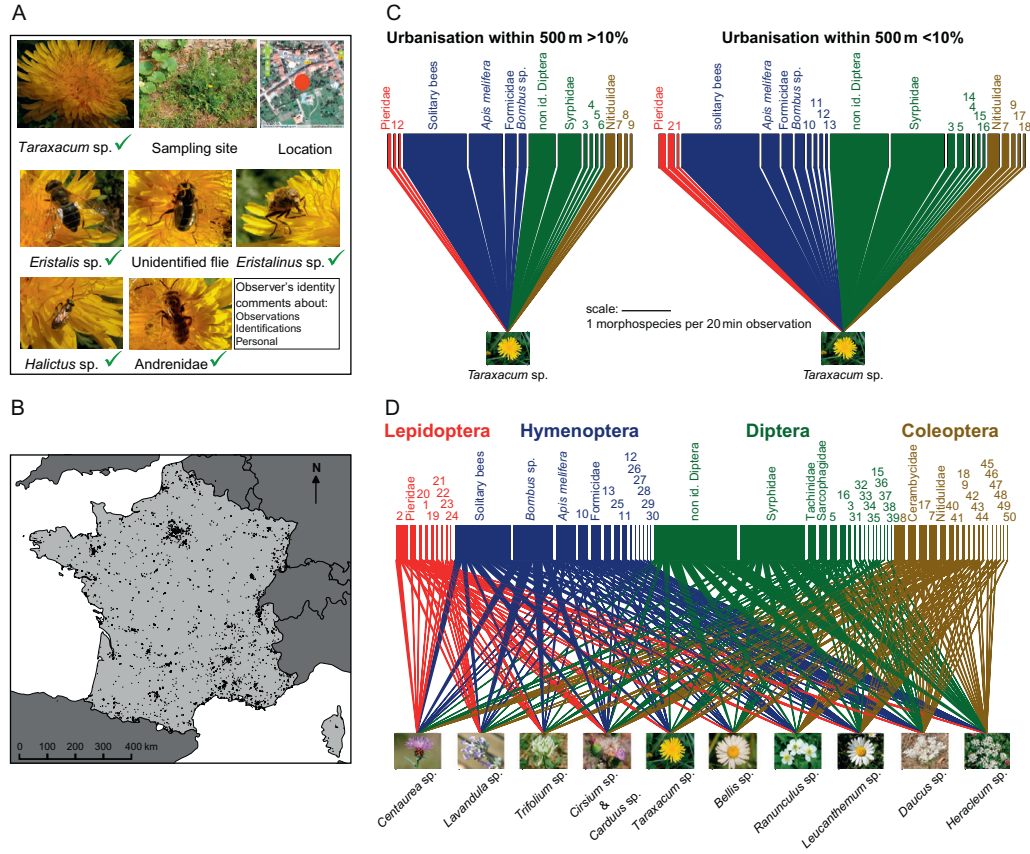 A
Taraxacum sp.
Sampling site
Location
Eristalis sp.
Unidentified flie
Eristalinus sp.
Halictus sp.
Andrenidae
Observer's identity
comments about:
Observations
Identifications
Personal
B
N
0 100 200 300 400 km
C
Urbanisation within 500 m >10%
Pieridae
1 2
Solitary bees
Apis melifera
Formicidae
Bombus sp.
non id. Diptera
Syrphidae
3
4
5
6
Nitidulidae
7
8
9
Taraxacum sp.
Urbanisation within 500 m <10%
Pieridae
2 1
solitary bees
Apis melifera
Formicidae
Bombus sp.
10
11
12
13
non id. Diptera
Syrphidae
3 5
14
4
15
16
Nitidulidae
7
9
17
18
Taraxacum sp.
scale:
1 morphospecies per 20 min observation
D
Lepidoptera
Hymenoptera
Diptera
Coleoptera
2
Pieridae
20
1
19
21
22
23
24
Solitary bees
Bombus sp.
Apis melifera
10
Formicidae
13
25
11
12
26
27
28
29
30
non id. Diptera
Syrphidae
Tachinidae
Sarcophagidae
5
16
3
31
32
33
34
35
15
36
37
38
39
8
Cerambycidae
17
7
Nitidulidae
40
41
18
9
42
43
44
45
46
47
48
49
50
Centaurea sp.
Lavandula sp.
Trifolium sp.
Cirsium sp.
&
Carduus sp.
Taraxacum sp.
Bellis sp.
Ranunculus sp.
Leucanthemum sp.
Daucus sp.
Heracleum sp.